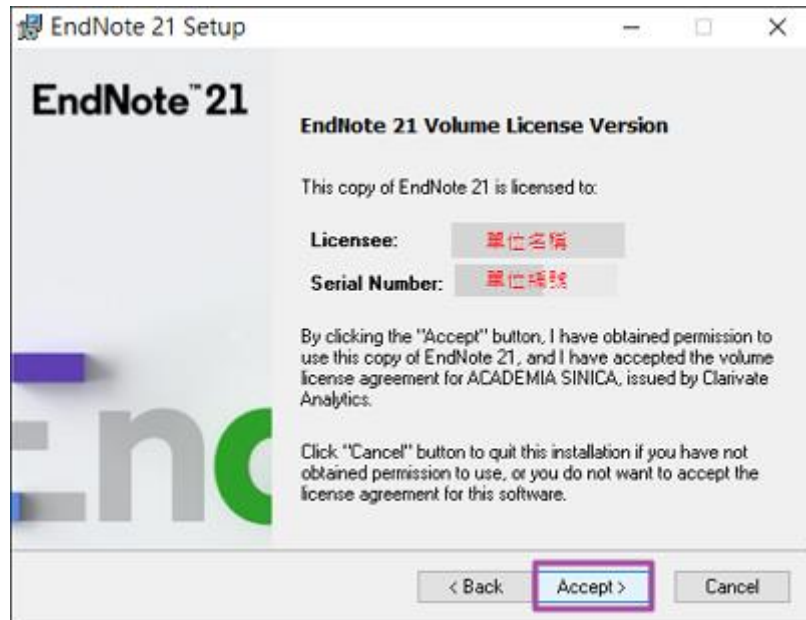 EndNote 21 Setup
EndNote™21
EndNote 21 Volume License Version
This copy of EndNote 21 is licensed to:
Licensee: 單位名稱
Serial Number: 單位編號
By clicking the "Accept" button, I have obtained permission to
use this copy of EndNote 21, and I have accepted the volume
license agreement for ACADEMIA SINICA, issued by Clarivate
Analytics.
Click "Cancel" button to quit this installation if you have not
obtained permission to use, or you do not want to accept the
license agreement for this software.
< Back Accept > Cancel